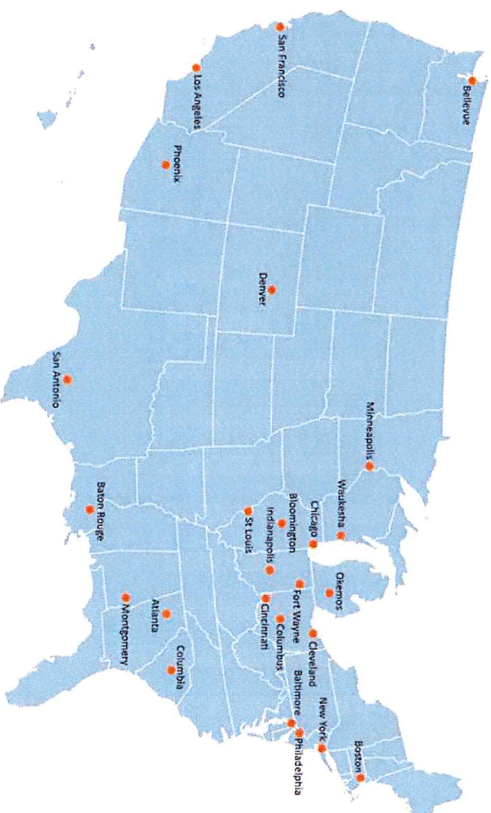 Bellevue
San Francisco
Los Angeles
Phoenix
Denver
San Antonio
Minneapolis
Waukesha
Chicago
Bloomington
Indianapolis
St Louis
Baton Rouge
Okemos
Fort Wayne
Cincinnati
Columbus
Cleveland
Atlanta
Montgomery
Columbia
Baltimore
New York
Philadelphia
Boston